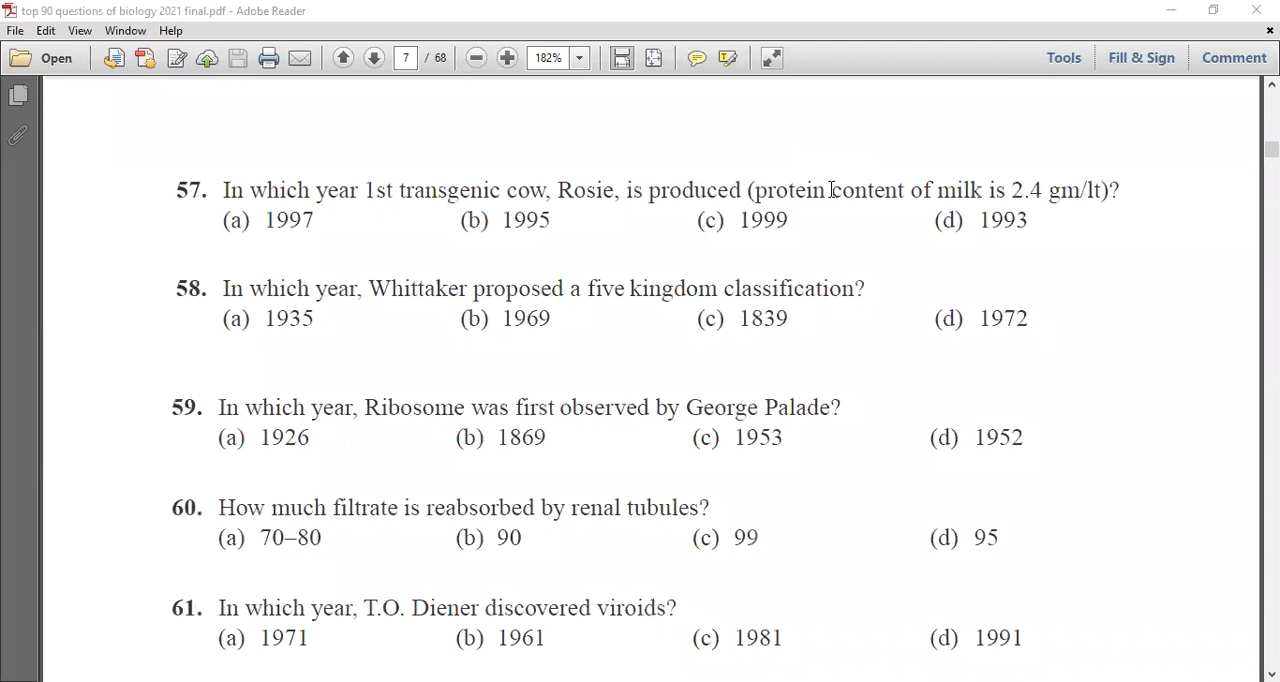 top 90 questions of biology 2021 final.pdf - Adobe Reader
File Edit View Window Help
Open 7 / 68 182% Tools Fill & Sign Comment
57. In which year 1st transgenic cow, Rosie, is produced (protein content of milk is 2.4 gm/lt)?
(a) 1997 (b) 1995 (c) 1999 (d) 1993
58. In which year, Whittaker proposed a five kingdom classification?
(a) 1935 (b) 1969 (c) 1839 (d) 1972
59. In which year, Ribosome was first observed by George Palade?
(a) 1926 (b) 1869 (c) 1953 (d) 1952
60. How much filtrate is reabsorbed by renal tubules?
(a) 70–80 (b) 90 (c) 99 (d) 95
61. In which year, T.O. Diener discovered viroids?
(a) 1971 (b) 1961 (c) 1981 (d) 1991